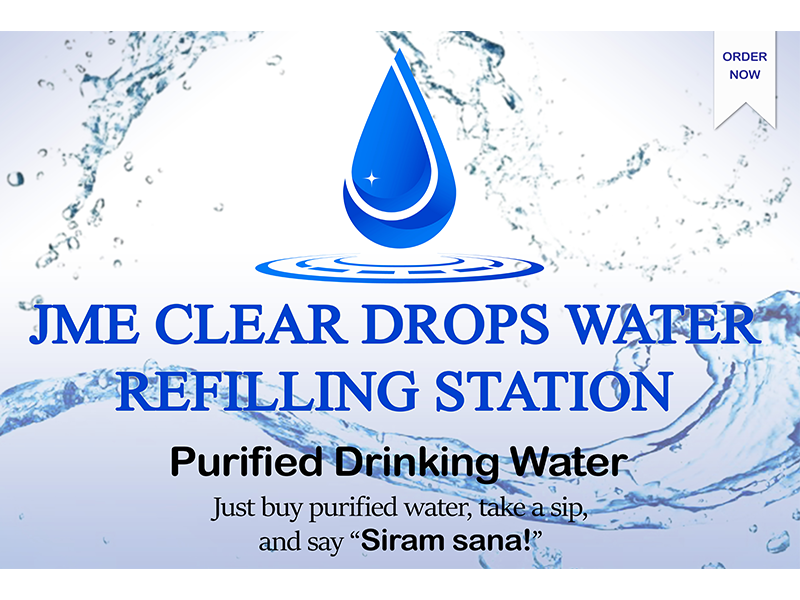 ORDER
NOW
JME CLEAR DROPS WATER
REFILLING STATION
Purified Drinking Water
Just buy purified water, take a sip,
and say “Siram sana!”